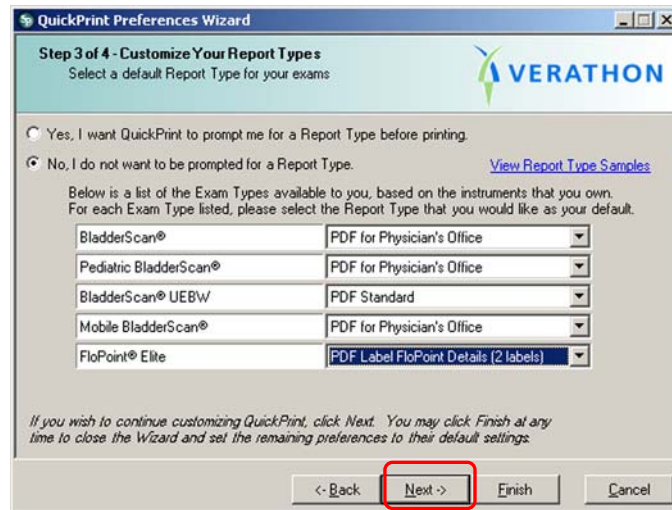 QuickPrint Preferences Wizard
Step 3 of 4 - Customize Your Report Types
Select a default Report Type for your exams
VERATHON
Yes, I want QuickPrint to prompt me for a Report Type before printing.
No, I do not want to be prompted for a Report Type.
View Report Type Samples
Below is a list of the Exam Types available to you, based on the instruments that you own.
For each Exam Type listed, please select the Report Type that you would like as your default.
BladderScan® PDF for Physician's Office
Pediatric BladderScan® PDF for Physician's Office
BladderScan® UEBW PDF Standard
Mobile BladderScan® PDF for Physician's Office
FloPoint® Elite PDF Label FloPoint Details (2 labels)
If you wish to continue customizing QuickPrint, click Next. You may click Finish at any
time to close the Wizard and set the remaining preferences to their default settings.
<- Back Next -> Finish Cancel